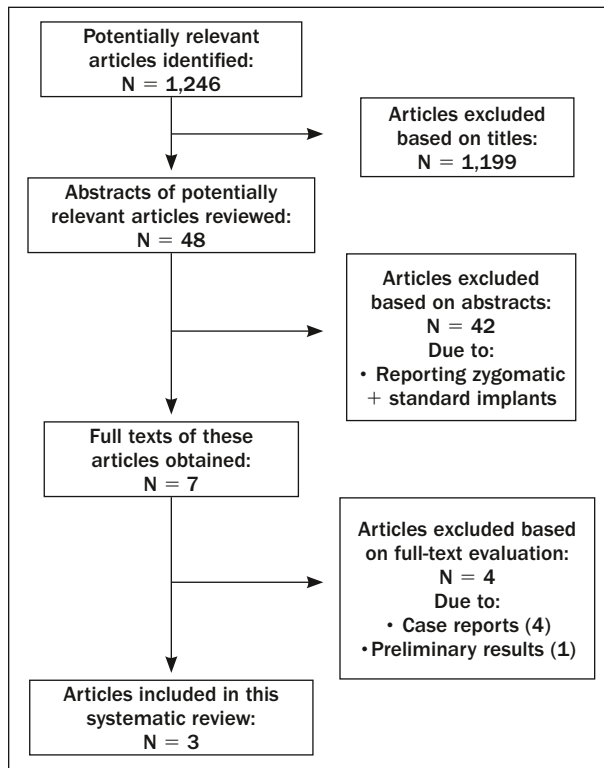 Potentially relevant
articles identified:
N = 1,246
Articles excluded
based on titles:
N = 1,199
Abstracts of potentially
relevant articles reviewed:
N = 48
Articles excluded
based on abstracts:
N = 42
Due to:
• Reporting zygomatic
+ standard implants
Full texts of these
articles obtained:
N = 7
Articles excluded based
on full-text evaluation:
N = 4
Due to:
• Case reports (4)
• Preliminary results (1)
Articles included in this
systematic review:
N = 3